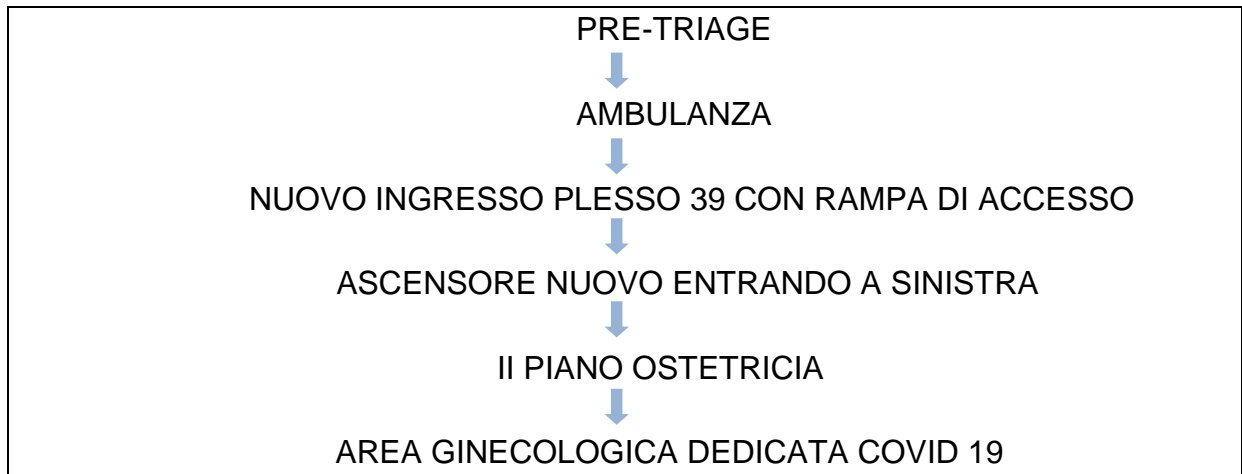 PRE-TRIAGE
AMBULANZA
NUOVO INGRESSO PLESSO 39 CON RAMPA DI ACCESSO
ASCENSORE NUOVO ENTRANDO A SINISTRA
II PIANO OSTETRICIA
AREA GINECOLOGICA DEDICATA COVID 19